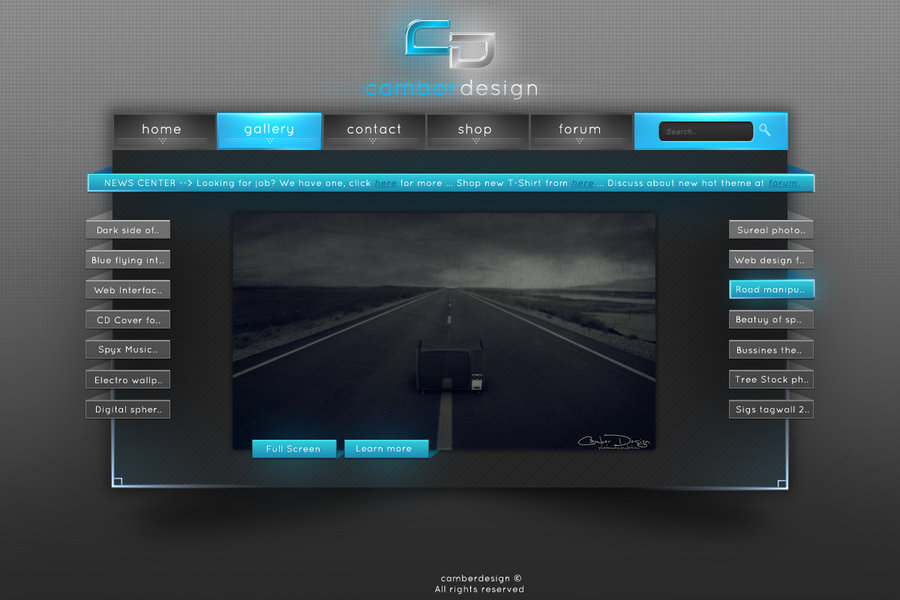 camberdesign
home
gallery
contact
shop
forum
Search..
NEWS CENTER --> Looking for job? We have one, click here for more ... Shop new T-Shirt from here ... Discuss about new hot theme at forum.
Dark side of..
Blue flying int..
Web Interfac..
CD Cover fo..
Spyx Music..
Electro wallp..
Digital spher..
Sureal photo..
Web design f..
Road manipu..
Beatuy of sp..
Bussines the..
Tree Stock ph..
Sigs tagwall 2..
Camber Design
Full Screen
Learn more
camberdesign ©
All rights reserved